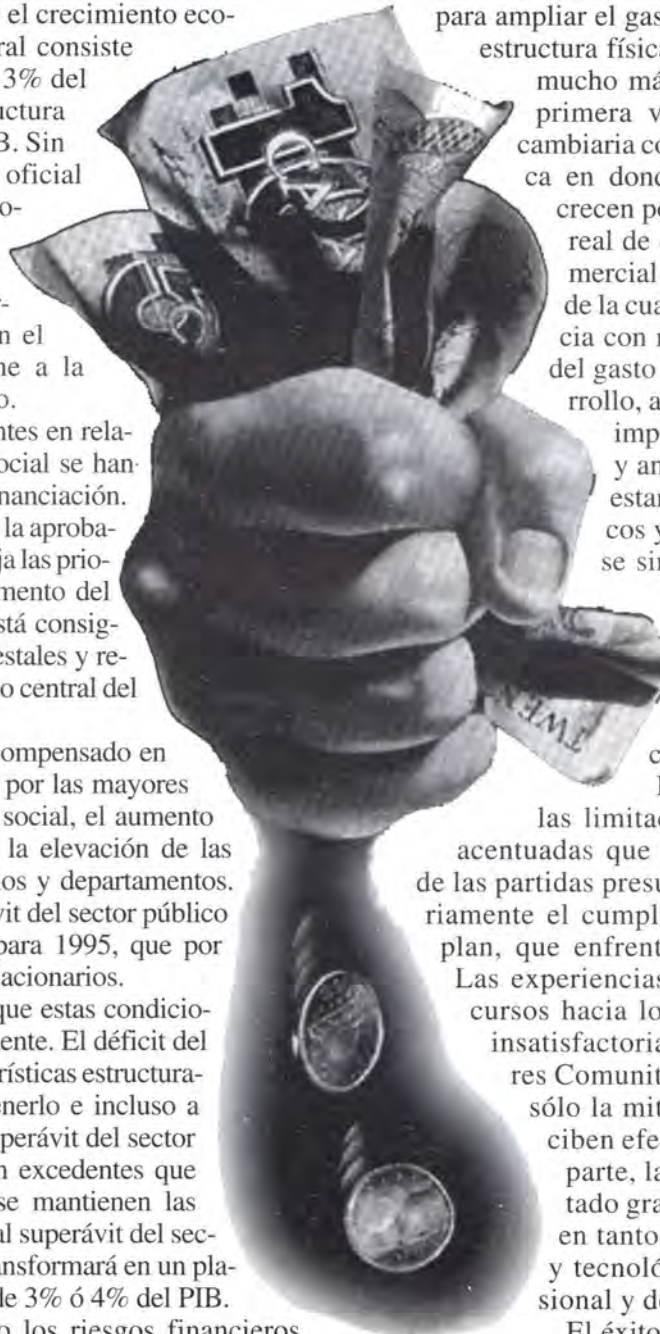 el crecimiento eco-
ral consiste
3% del
uctura
B. Sin
oficial
o-
r-
n el
ne a la
o.
ntes en rela-
ocial se han
nanciación.
la aproba-
ja las prio-
mento del
stá consig-
estales y re-
o central del
ompensado en
por las mayores
social, el aumento
la elevación de las
ios y departamentos.
vit del sector público
para 1995, que por
lacionarios.
que estas condicio-
ente. El déficit del
rísticas estructura-
enerlo e incluso a
perávit del sector
n excedentes que
se mantienen las
al superávit del sec-
ansformará en un pla-
de 3% ó 4% del PIB.
o los riesgos financieros
para ampliar el gas
estructura física
mucho má
primera v
cambiaria co
ca en dond
crecen po
real de
mercial
de la cua
cia con r
del gasto
rrollo, a
imp
y an
estar
cos y
se sin
c
las limitac
acentuadas que
de las partidas presu
riamente el cumpl
plan, que enfrent
Las experiencias
cursos hacia lo
insatisfactoria
res Comunit
sólo la mit
ciben efe
parte, la
tado gra
en tanto
y tecnoló
sional y de
El éxito
TWEN